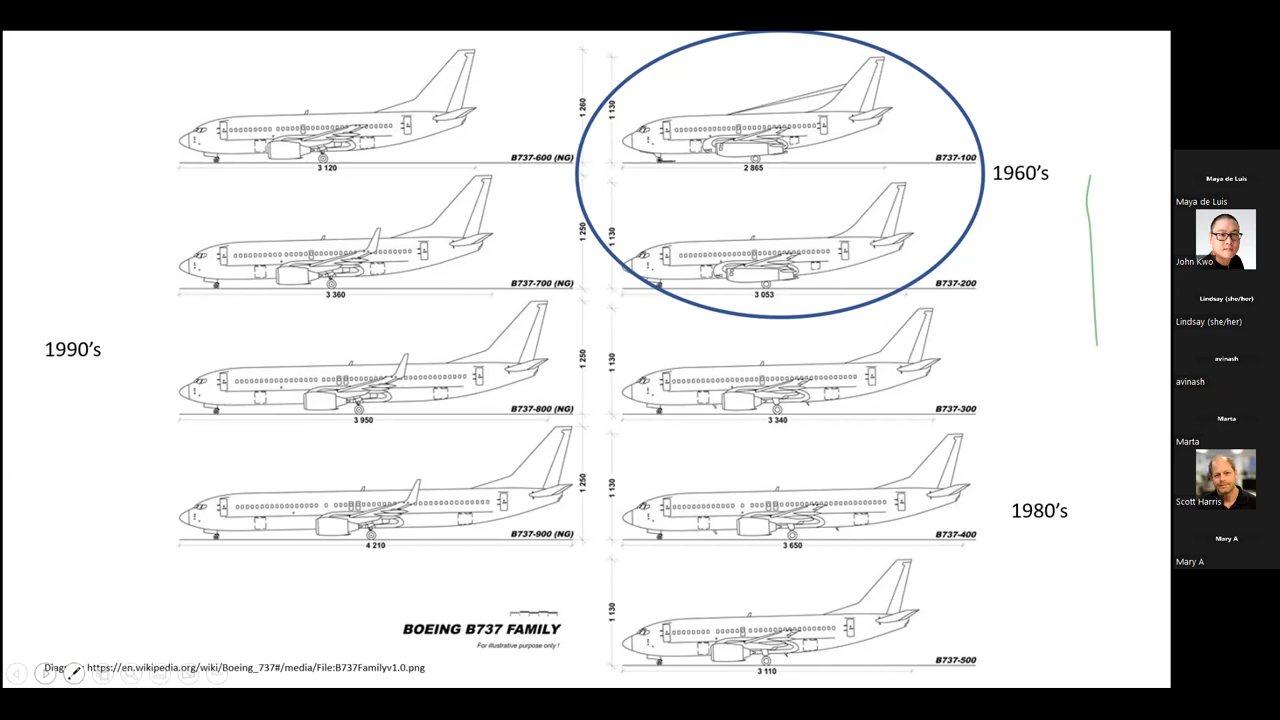 1 260
B737-600 (NG)
3 120
1 250
B737-700 (NG)
3 360
1990's
1 250
B737-800 (NG)
3 950
1 250
B737-900 (NG)
4 210
BOEING B737 FAMILY
For illustrative purpose only !
https://en.wikipedia.org/wiki/Boeing_737#/media/File:B737Familyv1.0.png
1 130
B737-100
2 865
1960's
1 130
B737-200
3 053
1 130
B737-300
3 340
1 130
B737-400
3 650
1980's
1 130
B737-500
3 110
Maya de Luis
Maya de Luis
John Kwo
Lindsay (she/her)
Lindsay (she/her)
avinash
avinash
Marta
Marta
Scott Harris
Mary A
Mary A